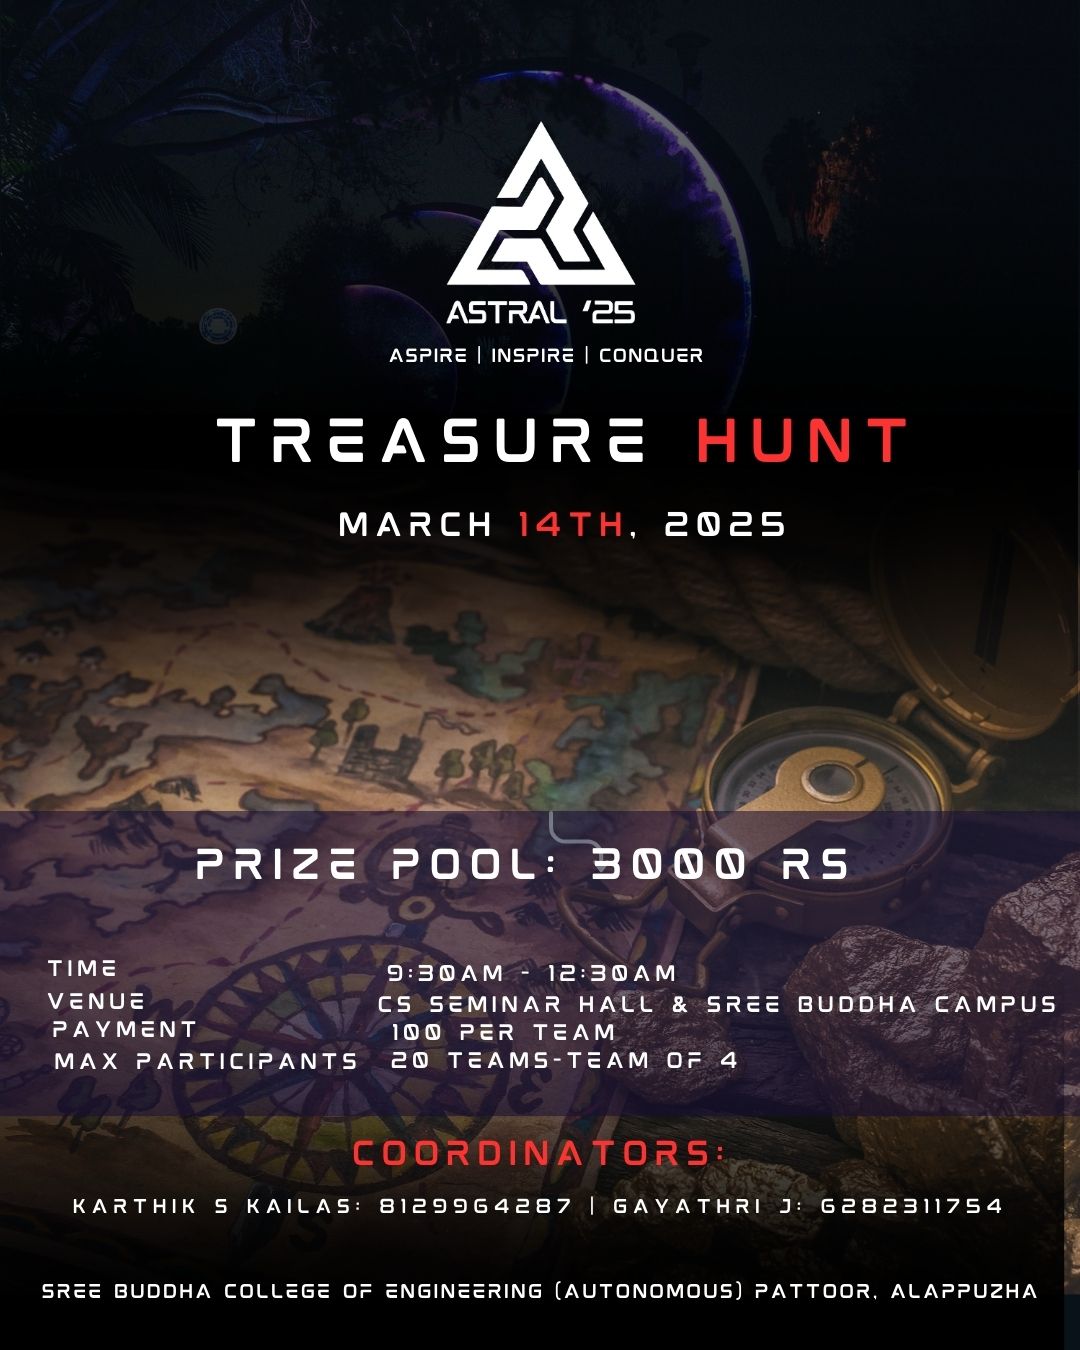 ASTRAL '25
ASPIRE | INSPIRE | CONQUER
TREASURE HUNT
MARCH 14TH, 2025
PRIZE POOL: 3000 RS
TIME 9:30AM - 12:30AM
VENUE CS SEMINAR HALL & SREE BUDDHA CAMPUS
PAYMENT 100 PER TEAM
MAX PARTICIPANTS 20 TEAMS-TEAM OF 4
COORDINATORS:
KARTHIK S KAILAS: 8129964287 | GAYATHRI J: 6282311754
SREE BUDDHA COLLEGE OF ENGINEERING (AUTONOMOUS) PATTOOR, ALAPPUZHA